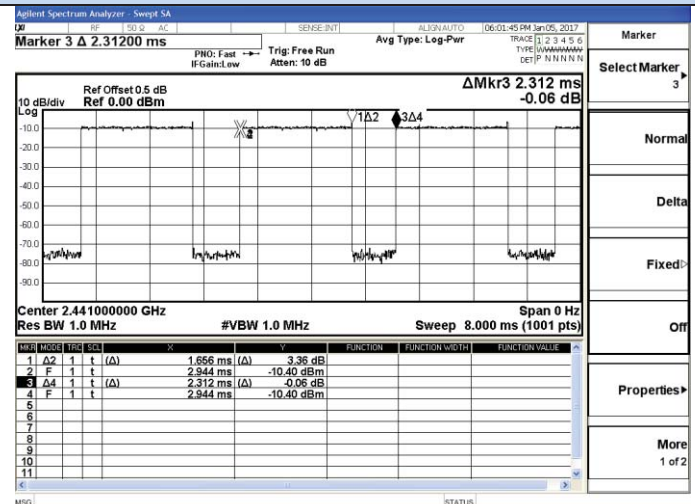 Agilent Spectrum Analyzer - Swept SA
LXI RF 50 Ω AC SENSE:INT ALIGN AUTO 06:01:45 PM Jan 05, 2017
Marker 3 Δ 2.31200 ms
PNO: Fast
IFGain:Low
Trig: Free Run
Atten: 10 dB
Avg Type: Log-Pwr
TRACE 1 2 3 4 5 6
TYPE
DET P N N N N N
Marker
Select Marker
3
Normal
Delta
Fixed
Off
Properties
More
1 of 2
Ref Offset 0.5 dB
10 dB/div Ref 0.00 dBm
ΔMkr3 2.312 ms
-0.06 dB
Log
1Δ2
3Δ4
-10.0
-20.0
-30.0
-40.0
-50.0
-60.0
-70.0
-80.0
-90.0
Center 2.441000000 GHz Span 0 Hz
Res BW 1.0 MHz #VBW 1.0 MHz Sweep 8.000 ms (1001 pts)
MKR MODE TRC SCL X Y FUNCTION FUNCTION WIDTH FUNCTION VALUE
1 Δ2 1 t (Δ) 1.656 ms (Δ) 3.36 dB
2 F 1 t 2.944 ms -10.40 dBm
3 Δ4 1 t (Δ) 2.312 ms (Δ) -0.06 dB
4 F 1 t 2.944 ms -10.40 dBm
5
6
7
8
9
10
11
MSG STATUS